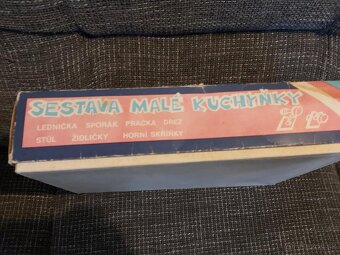 SESTAVA MALÉ KUCHYŇKY
LEDNIČKA SPORÁK PRAČKA DŘEZ
STŮL ŽIDLIČKY HORNÍ SKŘÍŇKY